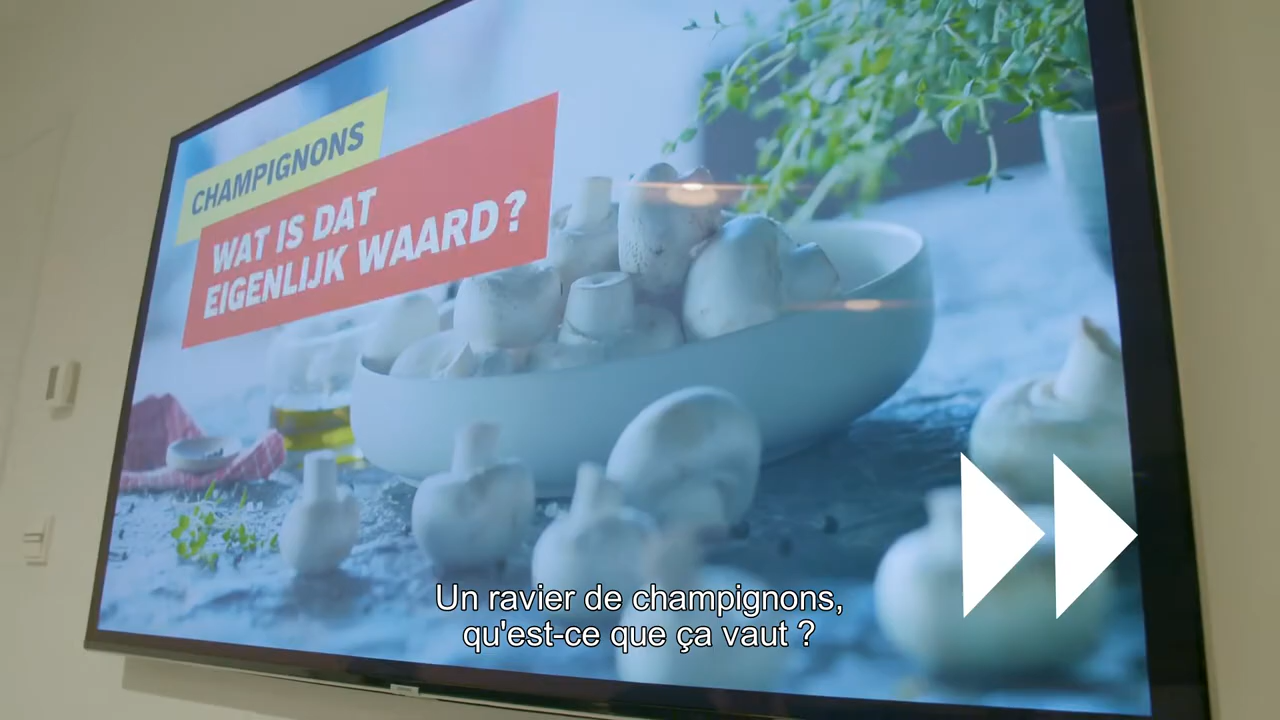 CHAMPIGNONS
WAT IS DAT
EIGENLIJK WAARD?
Un ravier de champignons,
qu'est-ce que ça vaut ?